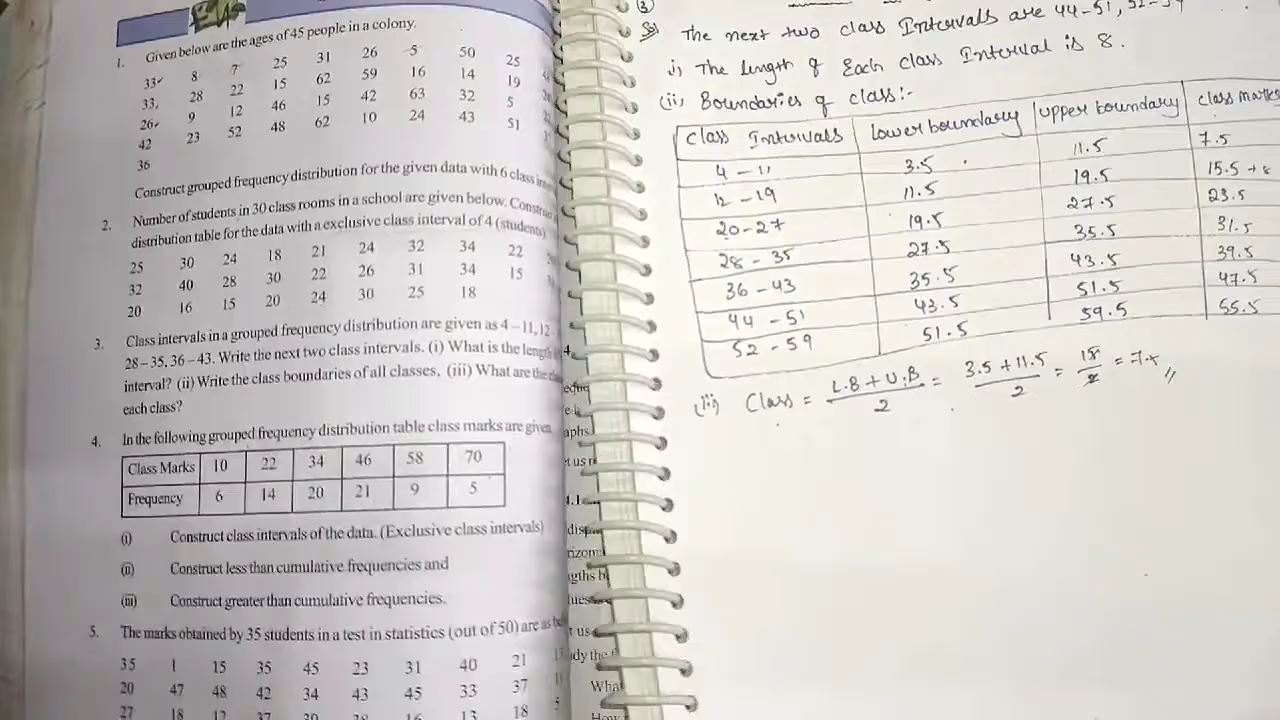 1. Given below are the ages of 45 people in a colony.
33 8 7 25 31 26 5 50 25
33, 28 22 15 62 59 16 14 19
26, 9 12 46 15 42 63 32 5
42 23 52 48 62 10 24 43 51
36
Construct grouped frequency distribution for the given data with 6 class
2. Number of students in 30 class rooms in a school are given below.
distribution table for the data with a exclusive class interval of 4 (students)
25 30 24 18 21 24 32 34 22
32 40 28 30 22 26 31 34 15
20 16 15 20 24 30 25 18
3. Class intervals in a grouped frequency distribution are given as 4 – 11, 12
28 – 35, 36 – 43. Write the next two class intervals. (i) What is the length
interval? (ii) Write the class boundaries of all classes, (iii) What are the
each class?
4. In the following grouped frequency distribution table class marks are given
Class Marks 10 22 34 46 58 70
Frequency 6 14 20 21 9 5
(i) Construct class intervals of the data. (Exclusive class intervals)
(ii) Construct less than cumulative frequencies and
(iii) Construct greater than cumulative frequencies.
5. The marks obtained by 35 students in a test in statistics (out of 50) are as
35 1 15 35 45 23 31 40 21
20 47 48 42 34 43 45 33 37
27 18 12 37 20 16 13 18
The next two class Intervals are 44-51,
i) The length of Each class Interval is 8.
(ii) Boundaries of class:-
class Intervals lower boundary upper boundary class marks
4 - 11 3.5 11.5 7.5
12 - 19 11.5 19.5 15.5 + 8
20 - 27 19.5 27.5 23.5
28 - 35 27.5 35.5 31.5
36 - 43 35.5 43.5 39.5
44 - 51 43.5 51.5 47.5
52 - 59 51.5 59.5 55.5
(iii) Class = L.B + U.B / 2 = 3.5 + 11.5 / 2 = 15 / 2 = 7.5 //